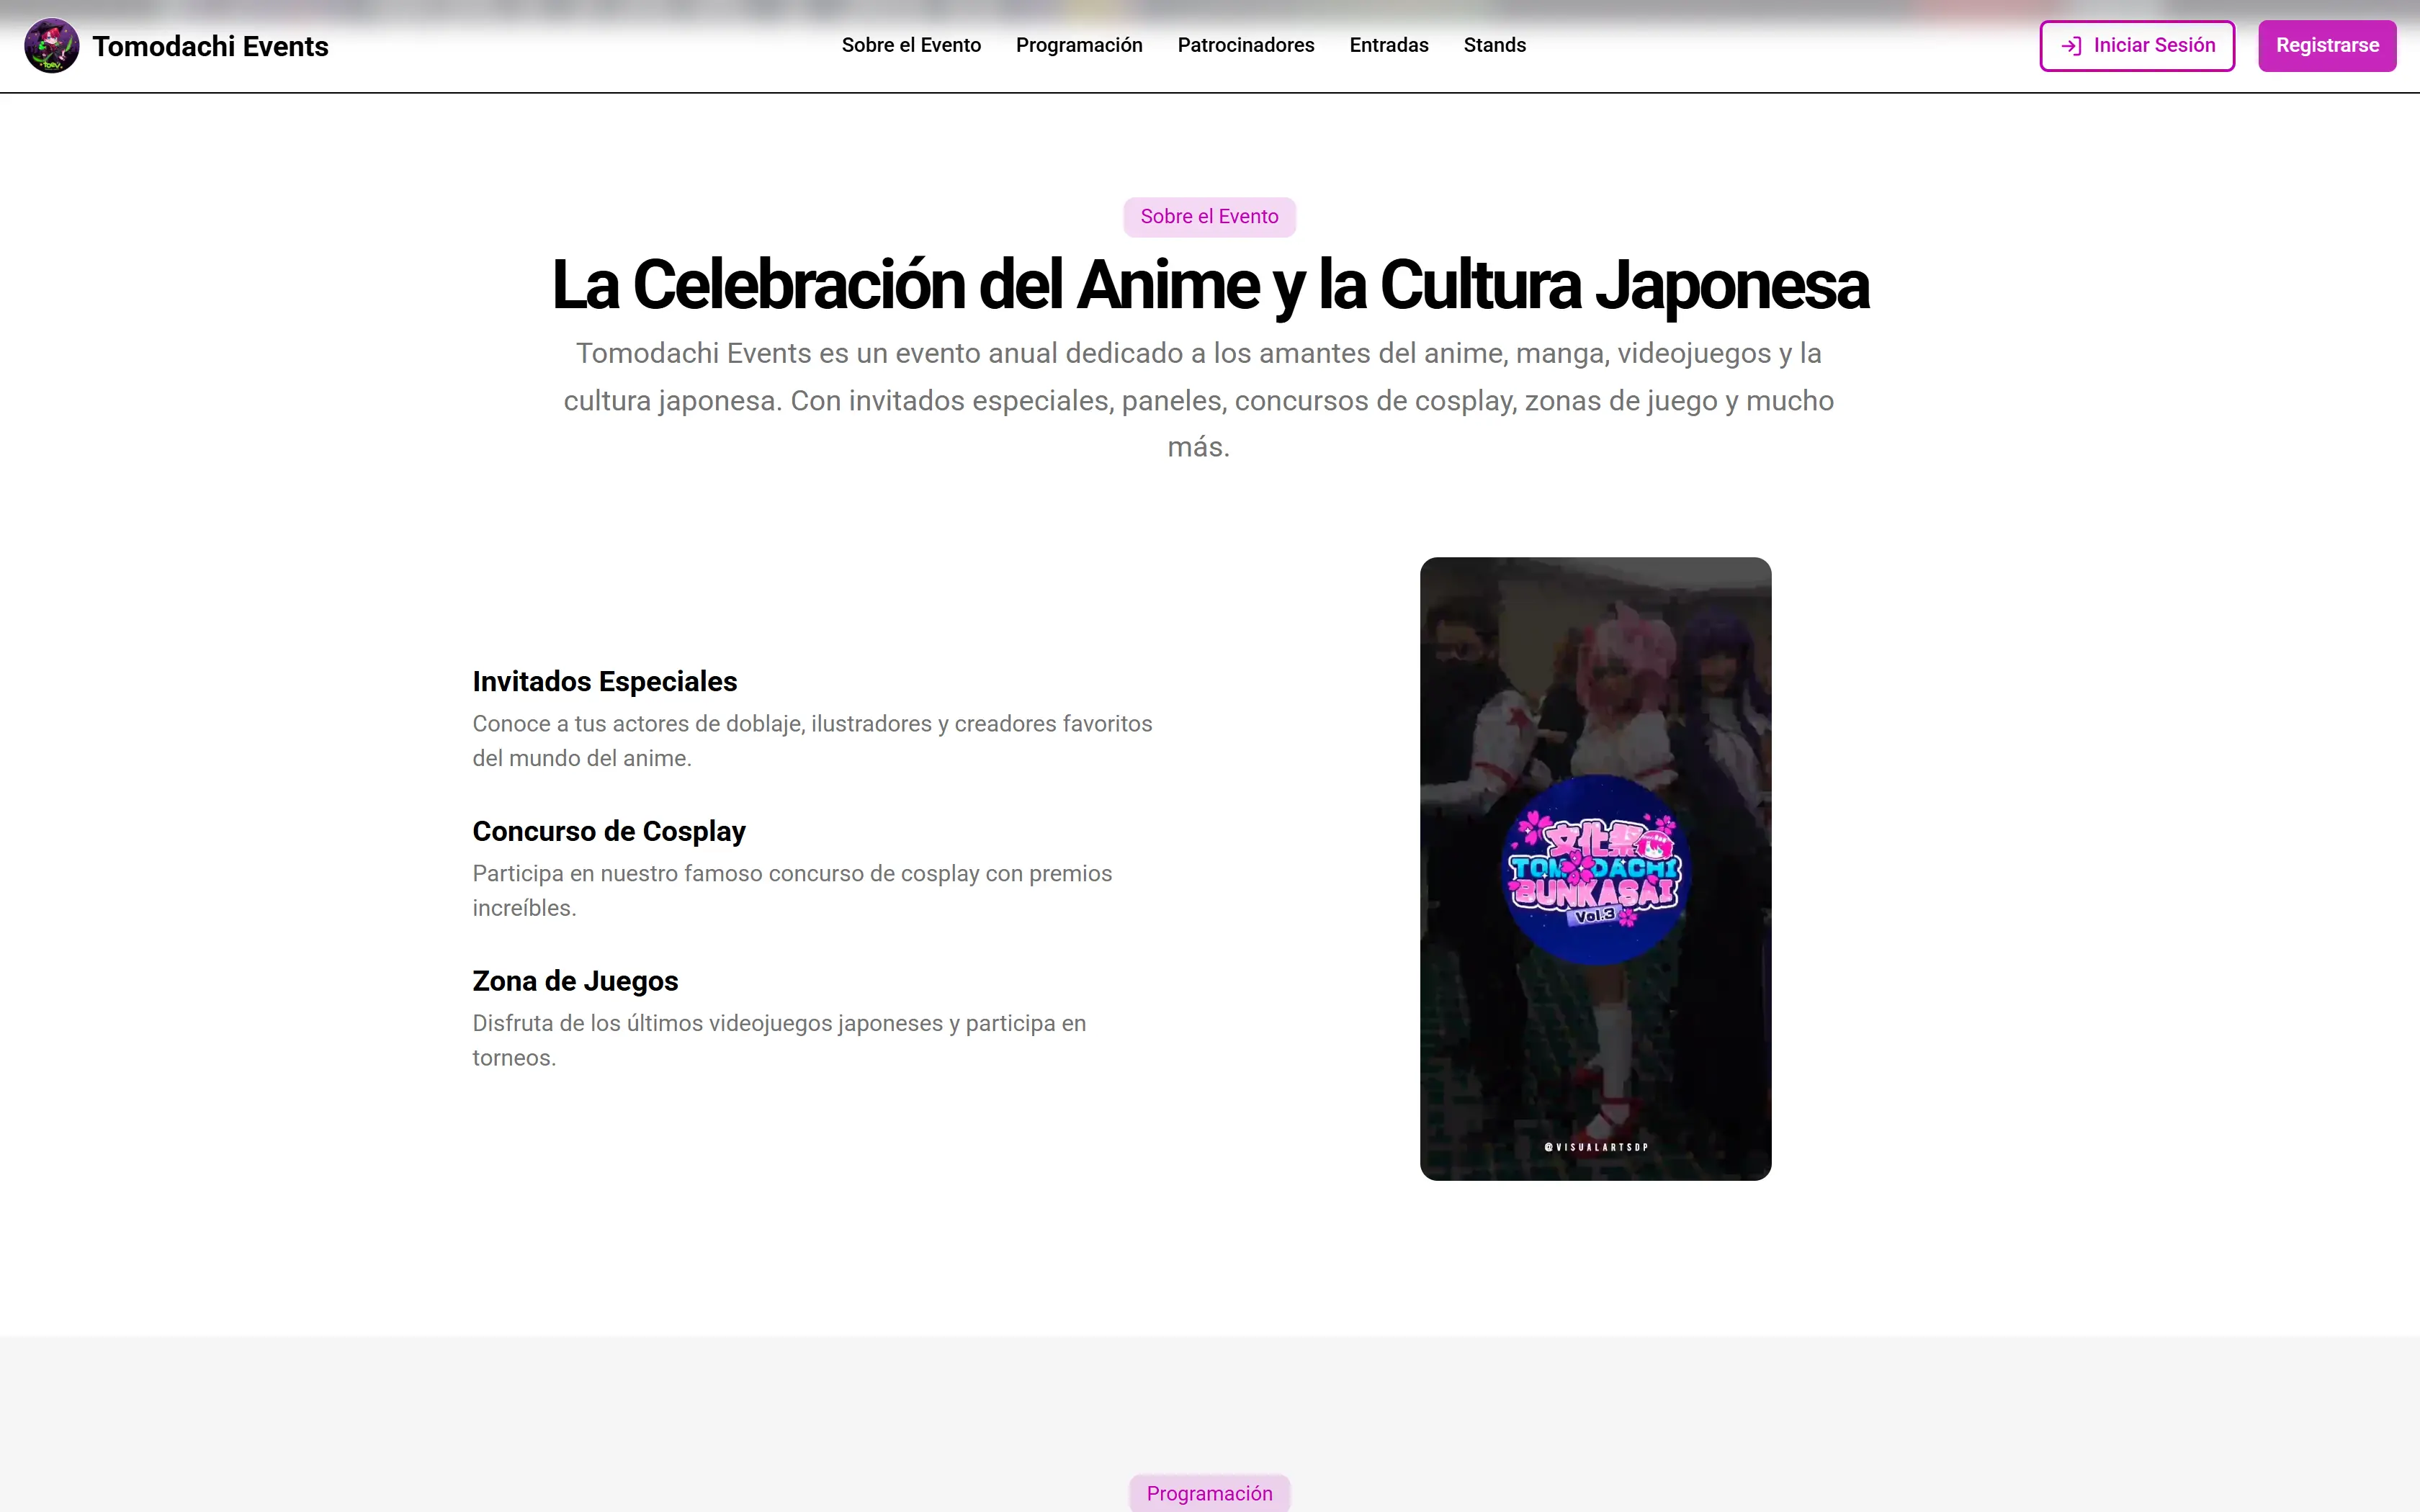 Tomodachi Events
Sobre el Evento
Programación
Patrocinadores
Entradas
Stands
Iniciar Sesión
Registrarse
Sobre el Evento
La Celebración del Anime y la Cultura Japonesa
Tomodachi Events es un evento anual dedicado a los amantes del anime, manga, videojuegos y la
cultura japonesa. Con invitados especiales, paneles, concursos de cosplay, zonas de juego y mucho
más.
Invitados Especiales
Conoce a tus actores de doblaje, ilustradores y creadores favoritos
del mundo del anime.
Concurso de Cosplay
Participa en nuestro famoso concurso de cosplay con premios
increíbles.
Zona de Juegos
Disfruta de los últimos videojuegos japoneses y participa en
torneos.
文化祭
TOMODACHI
BUNKASAI
Vol.3
@VISUALARTSDP
Programación